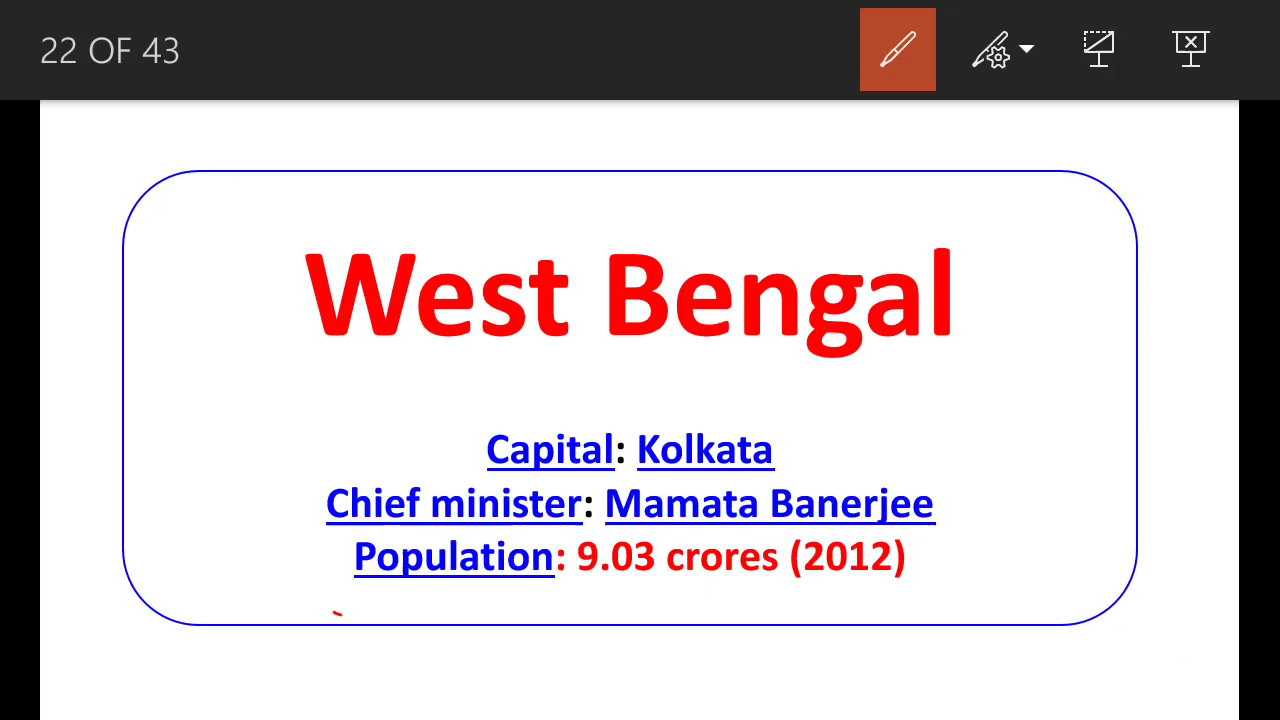 22 OF 43
West Bengal
Capital: Kolkata
Chief minister: Mamata Banerjee
Population: 9.03 crores (2012)